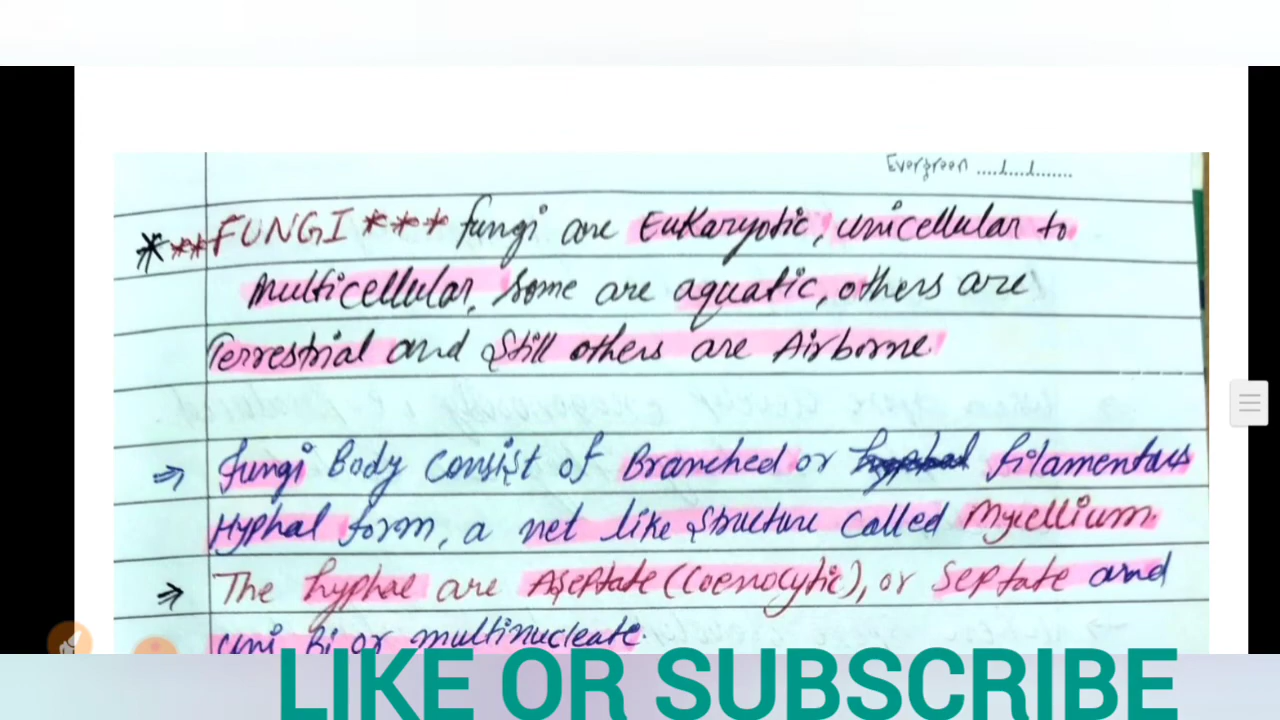 Evergreen ...../...../........
***FUNGI*** fungi are Eukaryotic, unicellular to
Multicellular, Some are aquatic, others are
Terrestrial and Still others are Airborne.
⇒ fungi Body consist of Branched or filamentous
Hyphal form, a net like structure called Mycellium.
⇒ The hyphae are Aseptate (Coenocytic), or Septate and
uni Bi or multinucleate.
LIKE OR SUBSCRIBE